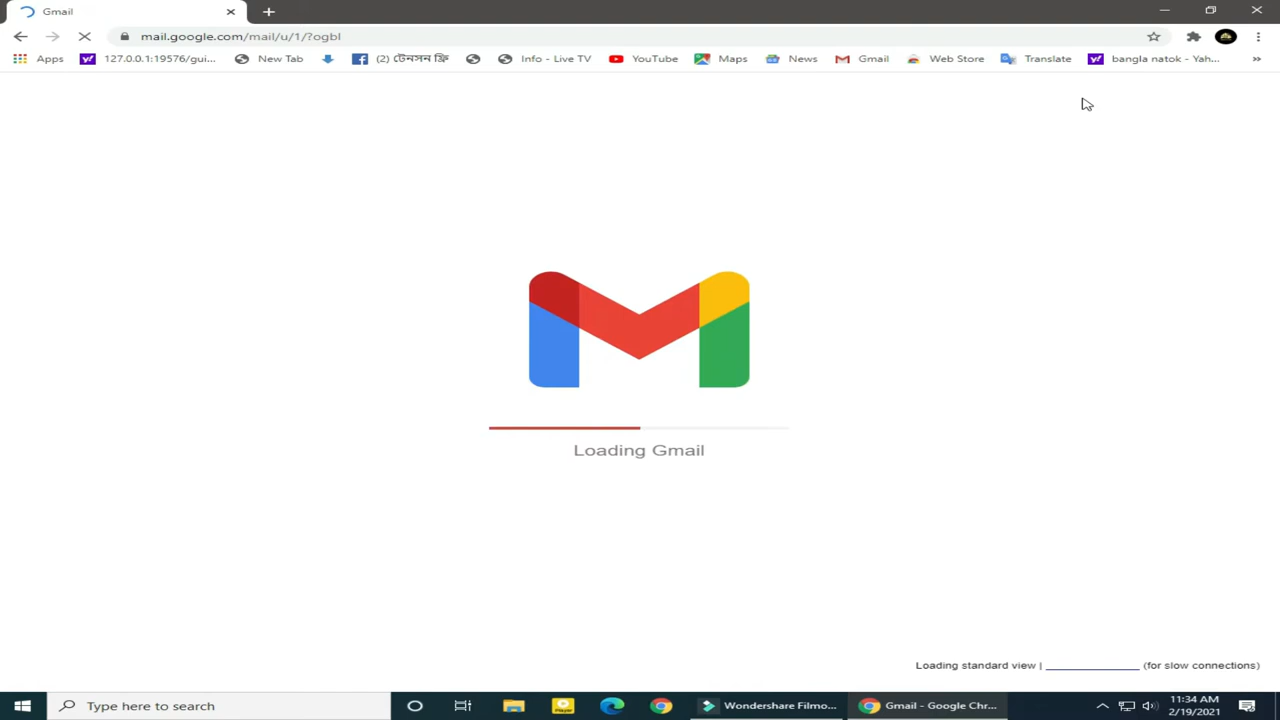 Gmail
mail.google.com/mail/u/1/?ogbl
Apps 127.0.0.1:19576/gui... New Tab (2) টেনসন ফ্রি Info - Live TV YouTube Maps News Gmail Web Store Translate bangla natok - Yah... »
Loading Gmail
Loading standard view | (for slow connections)
Type here to search
Player
Wondershare Filmo...
Gmail - Google Chr...
11:34 AM
2/19/2021